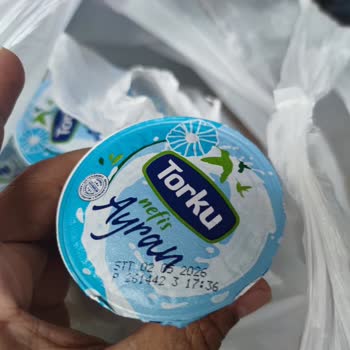 Torku
nefis
Ayran
STT 02 05 2026
P 261442 3 17:36